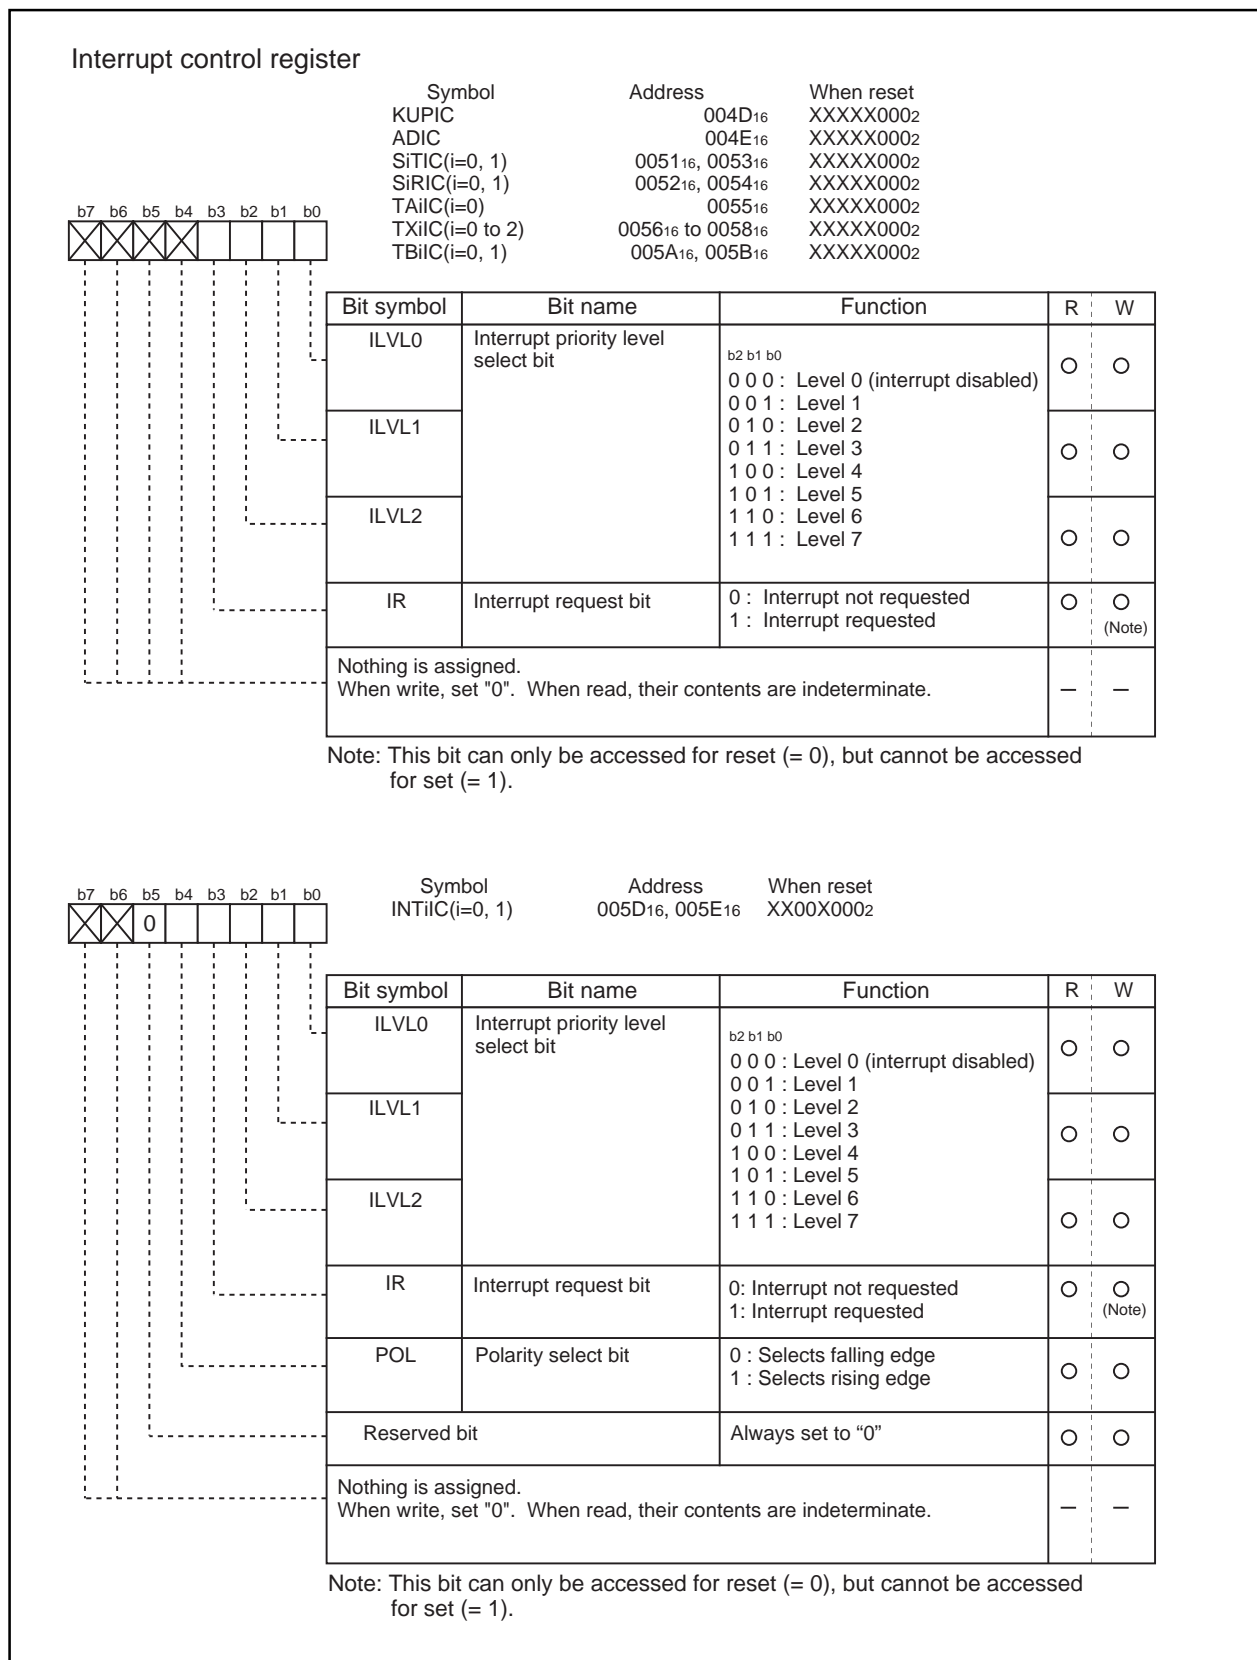 Interrupt control register
Symbol Address When reset
KUPIC 004D16 XXXXX0002
ADIC 004E16 XXXXX0002
SiTIC(i=0, 1) 005116, 005316 XXXXX0002
SiRIC(i=0, 1) 005216, 005416 XXXXX0002
TAiIC(i=0) 005516 XXXXX0002
TXiIC(i=0 to 2) 005616 to 005816 XXXXX0002
TBiIC(i=0, 1) 005A16, 005B16 XXXXX0002
b7 b6 b5 b4 b3 b2 b1 b0
Bit symbol Bit name Function R W
ILVL0 Interrupt priority level
select bit
b2 b1 b0
0 0 0 : Level 0 (interrupt disabled)
0 0 1 : Level 1
0 1 0 : Level 2
0 1 1 : Level 3
1 0 0 : Level 4
1 0 1 : Level 5
1 1 0 : Level 6
1 1 1 : Level 7
ILVL1
ILVL2
IR Interrupt request bit 0 : Interrupt not requested
1 : Interrupt requested
(Note)
Nothing is assigned.
When write, set "0". When read, their contents are indeterminate.
Note: This bit can only be accessed for reset (= 0), but cannot be accessed
for set (= 1).
Symbol Address When reset
INTiIC(i=0, 1) 005D16, 005E16 XX00X0002
b7 b6 b5 b4 b3 b2 b1 b0
0
Bit symbol Bit name Function R W
ILVL0 Interrupt priority level
select bit
b2 b1 b0
0 0 0 : Level 0 (interrupt disabled)
0 0 1 : Level 1
0 1 0 : Level 2
0 1 1 : Level 3
1 0 0 : Level 4
1 0 1 : Level 5
1 1 0 : Level 6
1 1 1 : Level 7
ILVL1
ILVL2
IR Interrupt request bit 0: Interrupt not requested
1: Interrupt requested
(Note)
POL Polarity select bit 0 : Selects falling edge
1 : Selects rising edge
Reserved bit Always set to “0”
Nothing is assigned.
When write, set "0". When read, their contents are indeterminate.
Note: This bit can only be accessed for reset (= 0), but cannot be accessed
for set (= 1).